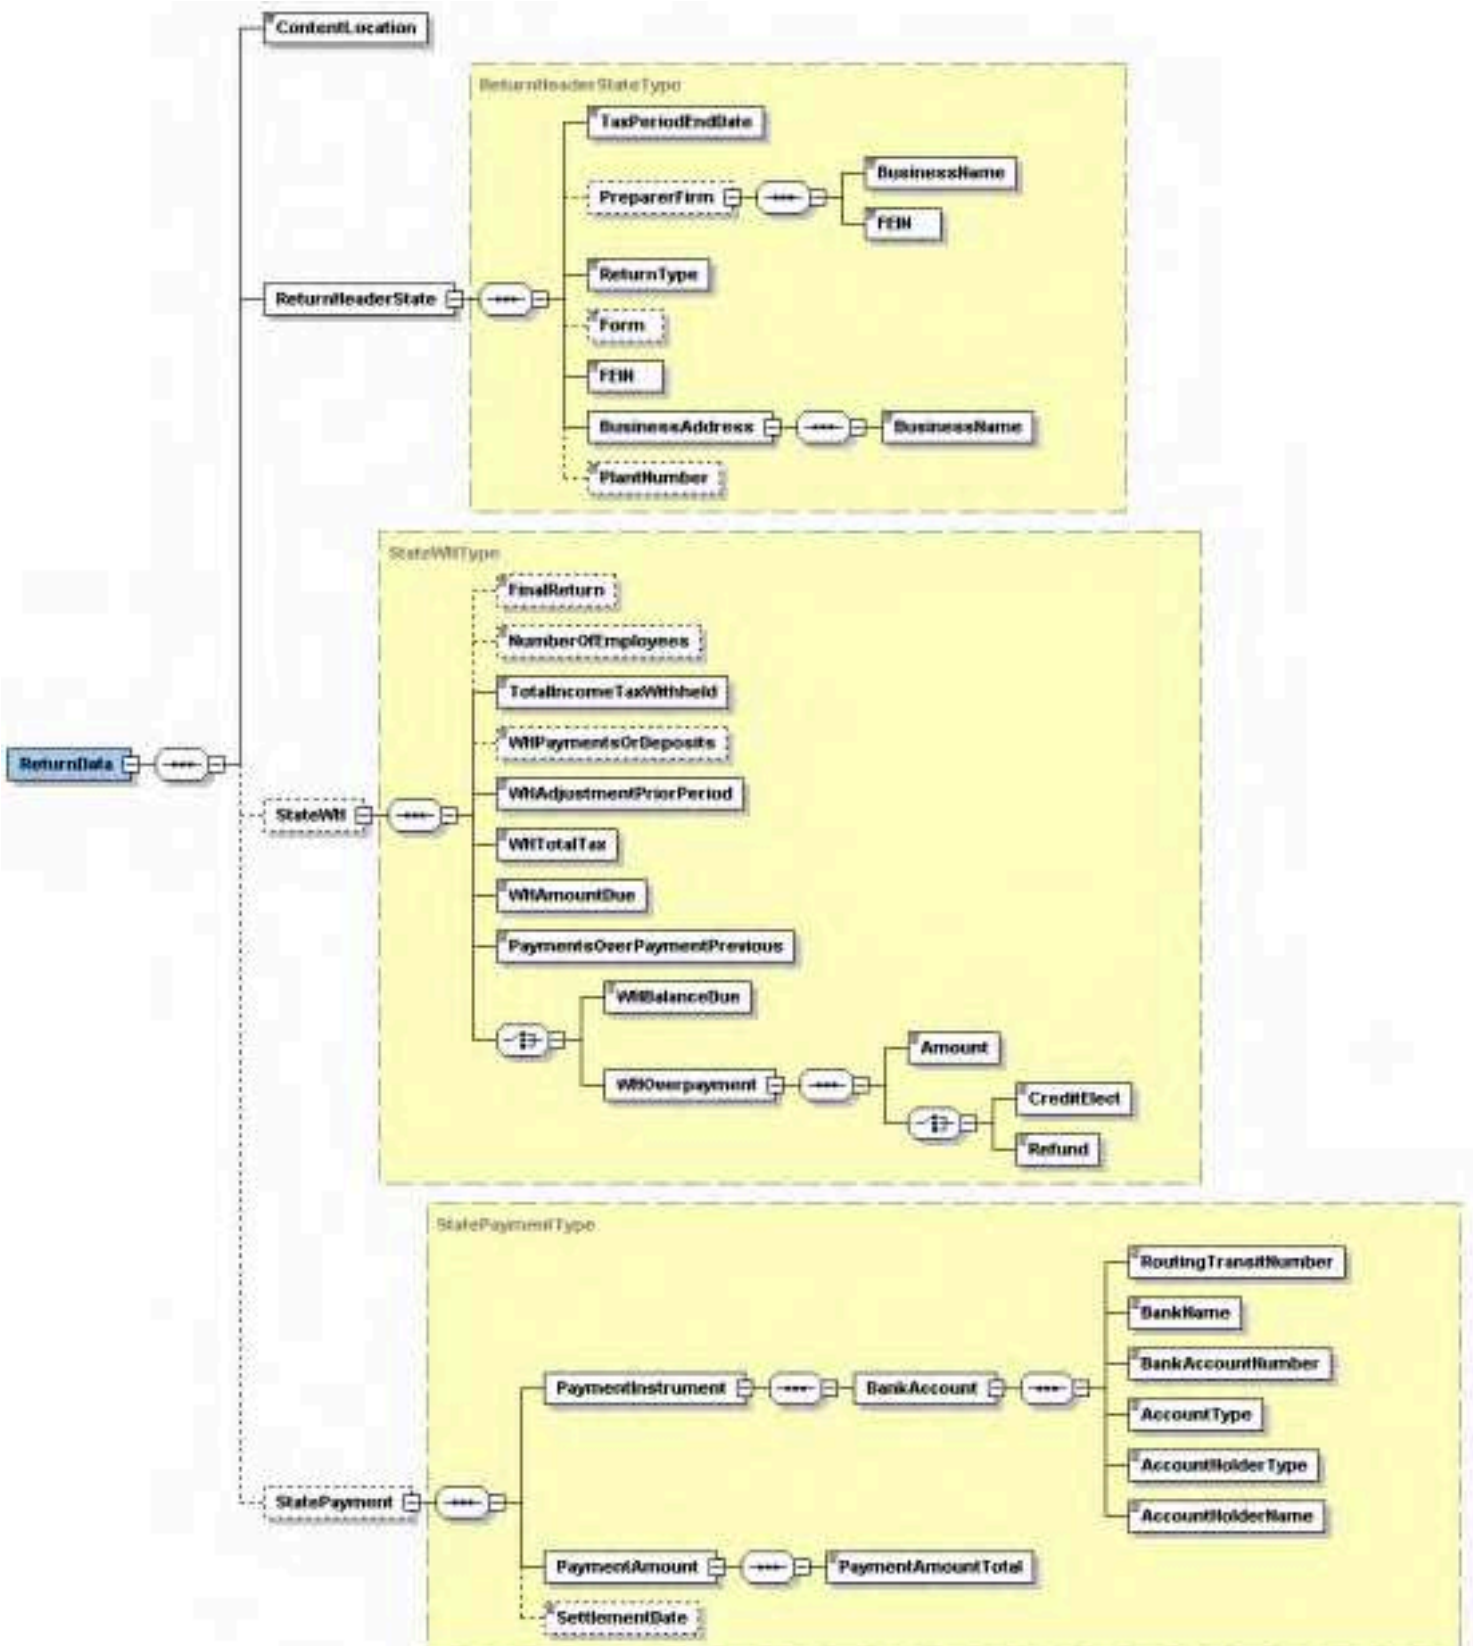 ContentLocation
ReturnHeaderStateType
TaxPeriodEndDate
PreparerFirm
BusinessName
FEIN
ReturnHeaderState
ReturnType
Form
FEIN
BusinessAddress
BusinessName
PlantNumber
StateWHType
FinalReturn
NumberOfEmployees
TotalIncomeTaxWithheld
WHPaymentsOrDeposits
ReturnData
StateWH
WHAdjustmentPriorPeriod
WHTotalTax
WHAmountDue
PaymentsOverPaymentPrevious
WHBalanceDue
WHOverpayment
Amount
CreditElect
Refund
StatePaymentType
RoutingTransitNumber
BankName
BankAccountNumber
PaymentInstrument
BankAccount
AccountType
AccountHolderType
AccountHolderName
StatePayment
PaymentAmount
PaymentAmountTotal
SettlementDate